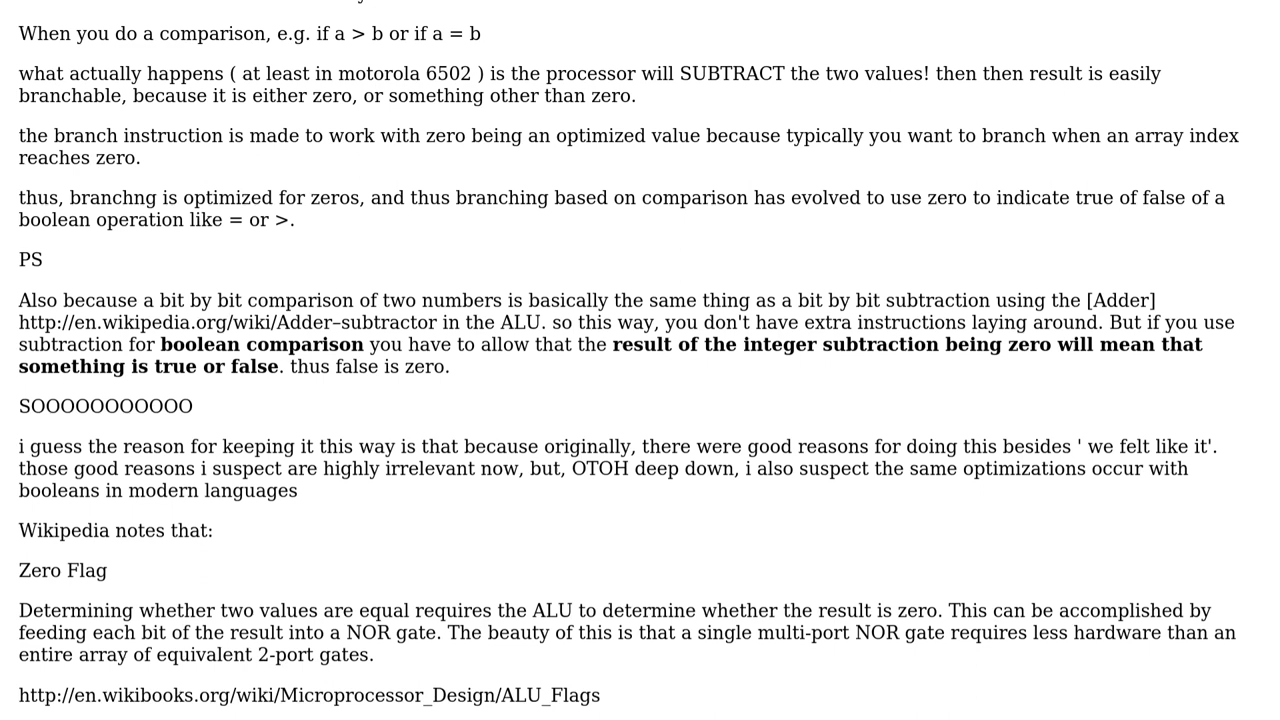 When you do a comparison, e.g. if a > b or if a = b
what actually happens ( at least in motorola 6502 ) is the processor will SUBTRACT the two values! then then result is easily
branchable, because it is either zero, or something other than zero.
the branch instruction is made to work with zero being an optimized value because typically you want to branch when an array index
reaches zero.
thus, branchng is optimized for zeros, and thus branching based on comparison has evolved to use zero to indicate true of false of a
boolean operation like = or >.
PS
Also because a bit by bit comparison of two numbers is basically the same thing as a bit by bit subtraction using the [Adder]
http://en.wikipedia.org/wiki/Adder–subtractor in the ALU. so this way, you don't have extra instructions laying around. But if you use
subtraction for boolean comparison you have to allow that the result of the integer subtraction being zero will mean that
something is true or false. thus false is zero.
SOOOOOOOOOOO
i guess the reason for keeping it this way is that because originally, there were good reasons for doing this besides ' we felt like it'.
those good reasons i suspect are highly irrelevant now, but, OTOH deep down, i also suspect the same optimizations occur with
booleans in modern languages
Wikipedia notes that:
Zero Flag
Determining whether two values are equal requires the ALU to determine whether the result is zero. This can be accomplished by
feeding each bit of the result into a NOR gate. The beauty of this is that a single multi-port NOR gate requires less hardware than an
entire array of equivalent 2-port gates.
http://en.wikibooks.org/wiki/Microprocessor_Design/ALU_Flags